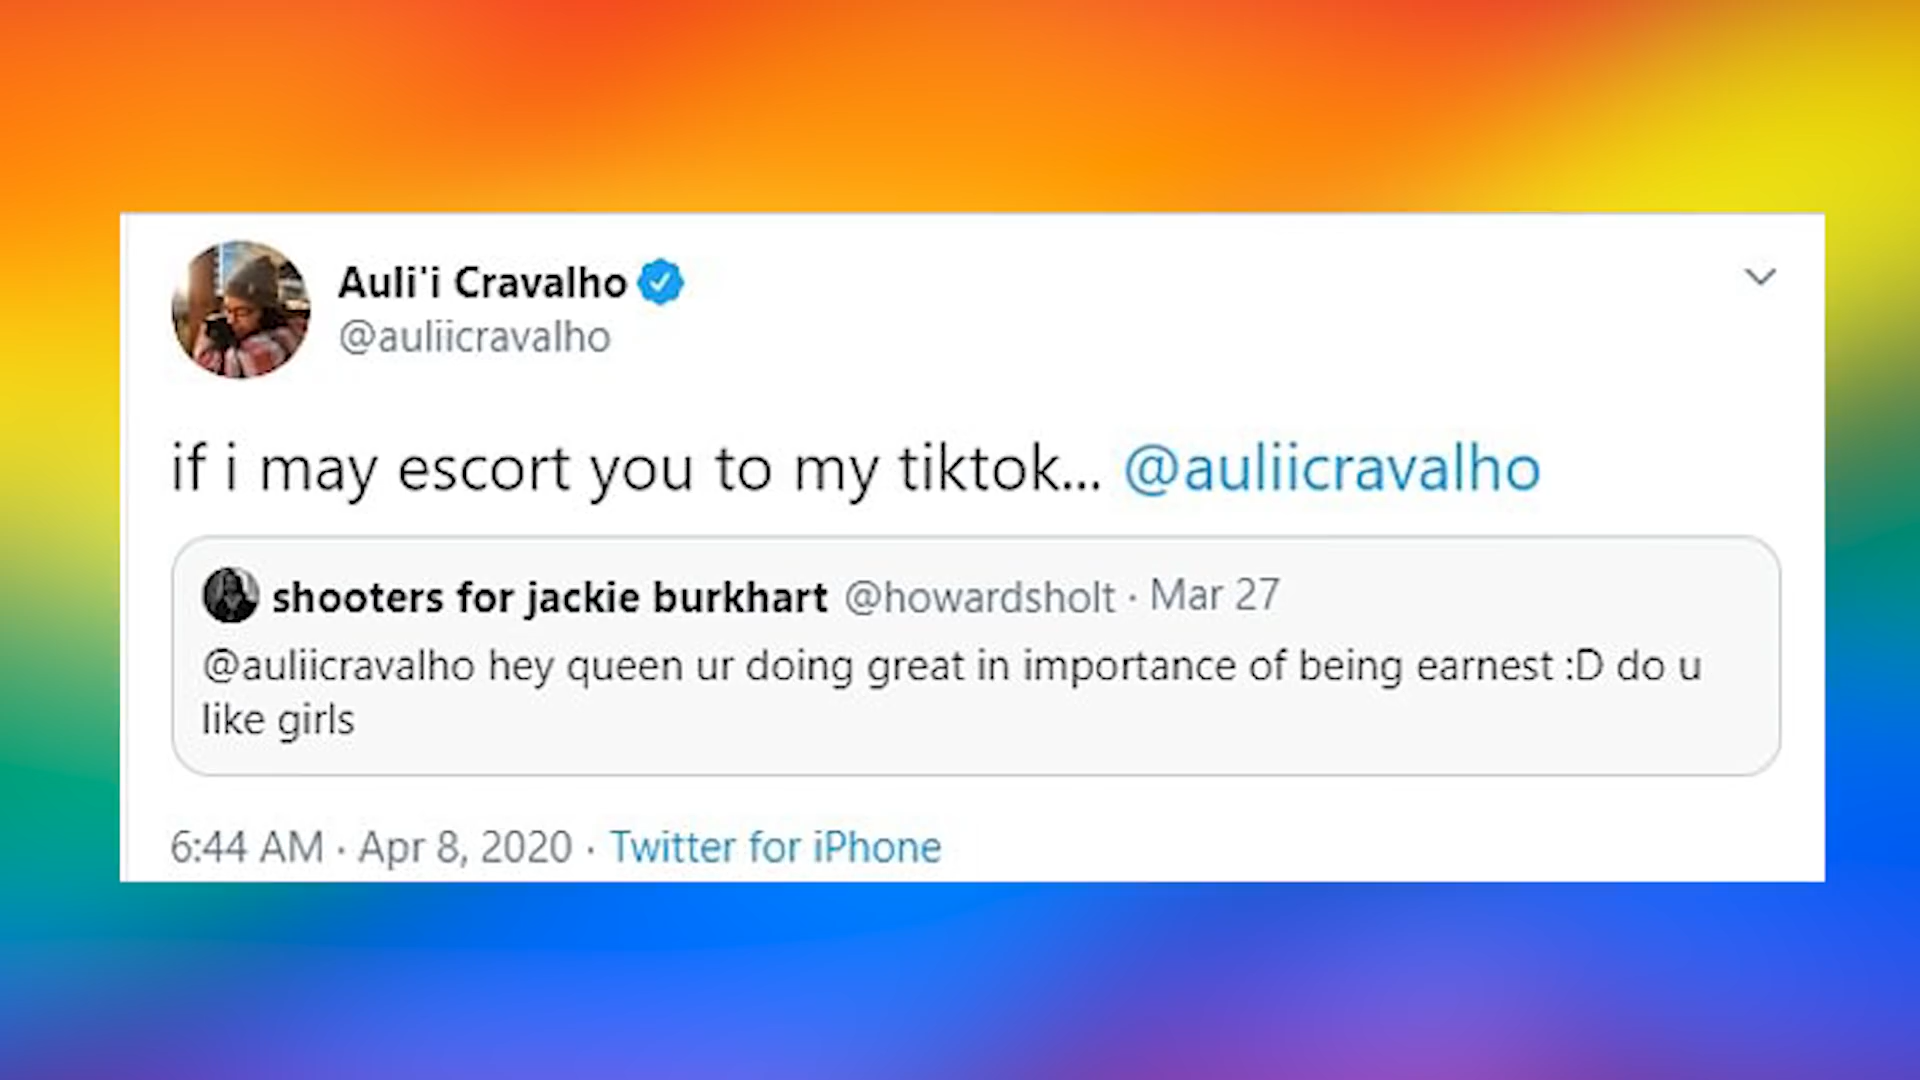 Auli'i Cravalho
@auliicravalho
if i may escort you to my tiktok... @auliicravalho
shooters for jackie burkhart @howardsholt · Mar 27
@auliicravalho hey queen ur doing great in importance of being earnest :D do u
like girls
6:44 AM · Apr 8, 2020 · Twitter for iPhone